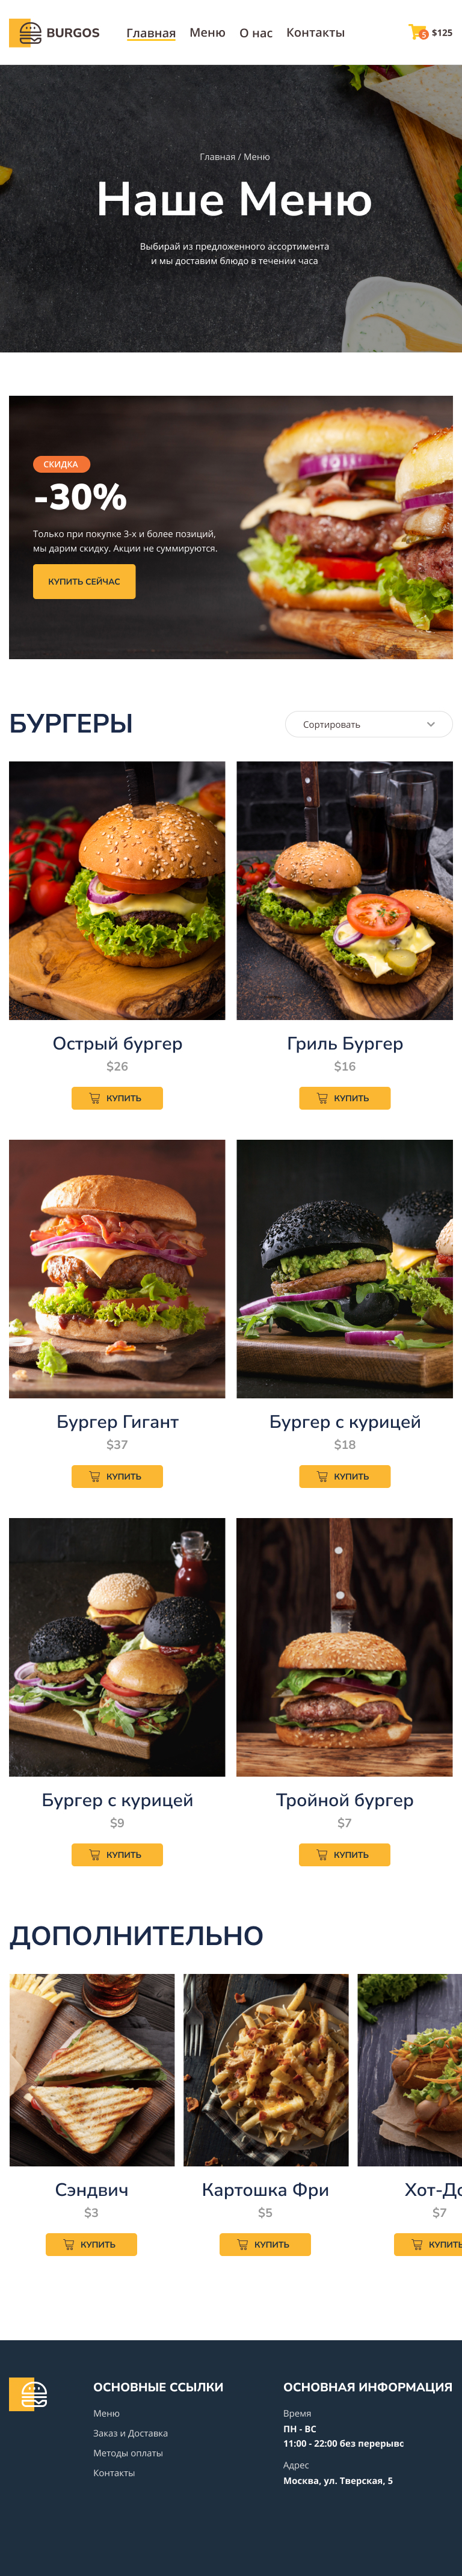 BURGOS
Главная
Меню
О нас
Контакты
5
$125
Главная / Меню
Наше Меню
Выбирай из предложенного ассортимента
и мы доставим блюдо в течении часа
СКИДКА
-30%
Только при покупке 3-х и более позиций,
мы дарим скидку. Акции не суммируются.
КУПИТЬ СЕЙЧАС
БУРГЕРЫ
Сортировать
Острый бургер
$26
КУПИТЬ
Гриль Бургер
$16
КУПИТЬ
Бургер Гигант
$37
КУПИТЬ
Бургер с курицей
$18
КУПИТЬ
Бургер с курицей
$9
КУПИТЬ
Тройной бургер
$7
КУПИТЬ
ДОПОЛНИТЕЛЬНО
Сэндвич
$3
КУПИТЬ
Картошка Фри
$5
КУПИТЬ
Хот-До
$7
КУПИТЬ
ОСНОВНЫЕ ССЫЛКИ
Меню
Заказ и Доставка
Методы оплаты
Контакты
ОСНОВНАЯ ИНФОРМАЦИЯ
Время
ПН - ВС
11:00 - 22:00 без перерывс
Адрес
Москва, ул. Тверская, 5